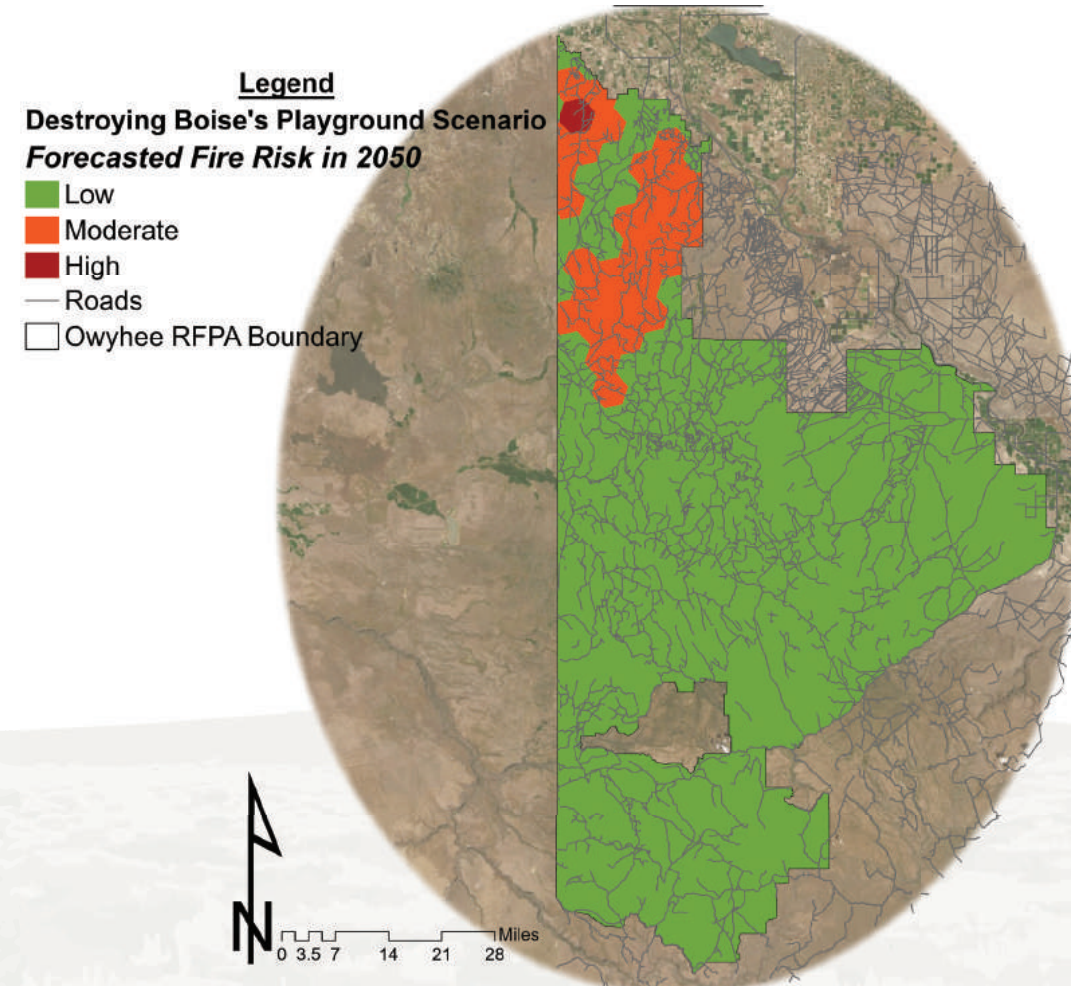 Legend
Destroying Boise's Playground Scenario
Forecasted Fire Risk in 2050
Low
Moderate
High
Roads
Owyhee RFPA Boundary
N
Miles
0 3.5 7 14 21 28